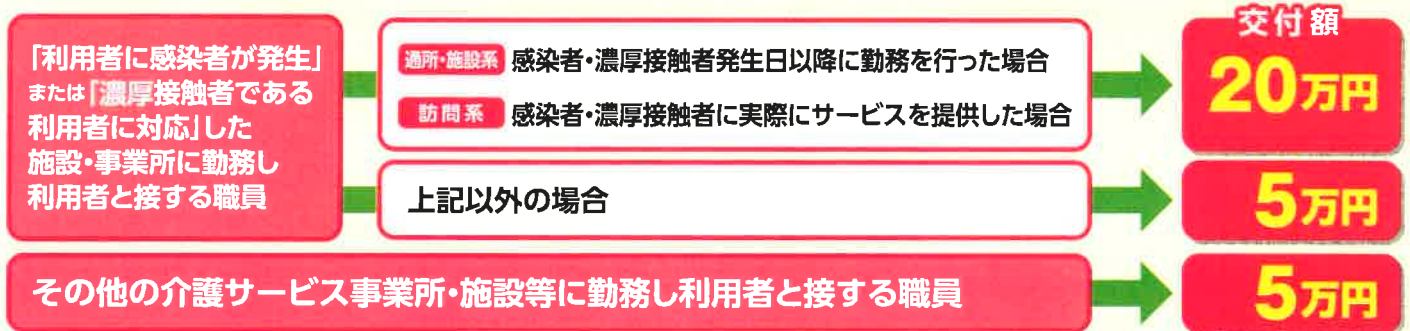 「利用者に感染者が発生」
または「濃厚接触者である
利用者に対応」した
施設・事業所に勤務し
利用者と接する職員
通所・施設系 感染者・濃厚接触者発生日以降に勤務を行った場合
訪問系 感染者・濃厚接触者に実際にサービスを提供した場合
交付額
20万円
上記以外の場合
5万円
その他の介護サービス事業所・施設等に勤務し利用者と接する職員
5万円